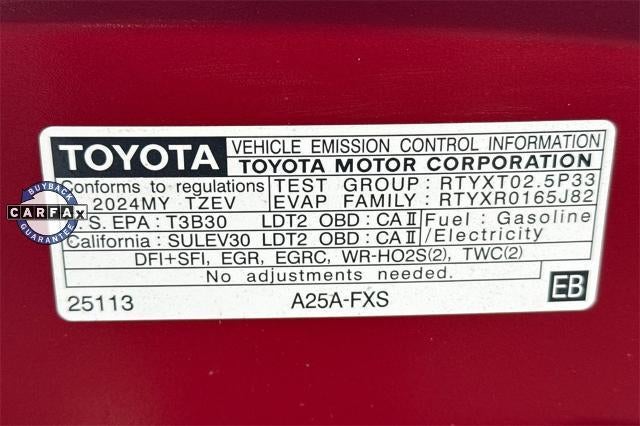 TOYOTA
VEHICLE EMISSION CONTROL INFORMATION
TOYOTA MOTOR CORPORATION
Conforms to regulations
2024MY TZEV
TEST GROUP : RTYXT02.5P33
EVAP FAMILY : RTYXR0165J82
S. EPA : T3B30 LDT2 OBD : CA II
California : SULEV30 LDT2 OBD : CA II
Fuel : Gasoline
/Electricity
DFI+SFI, EGR, EGRC, WR-HO2S(2), TWC(2)
No adjustments needed.
25113
A25A-FXS
EB
BUYBACK
CARFAX
GUARANTEE